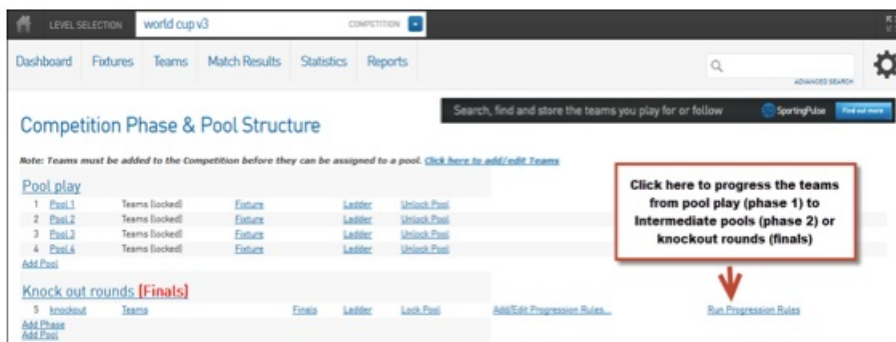 LEVEL SELECTION world cup v3 COMPETITION
Dashboard Fixtures Teams Match Results Statistics Reports
ADVANCED SEARCH
Search, find and store the teams you play for or follow SportingPulse Find out more
Competition Phase & Pool Structure
Note: Teams must be added to the Competition before they can be assigned to a pool. Click here to add/edit Teams
Pool play
1 Pool 1 Teams (locked) Fixture Ladder Unlock Pool
2 Pool 2 Teams (locked) Fixture Ladder Unlock Pool
3 Pool 3 Teams (locked) Fixture Ladder Unlock Pool
4 Pool 4 Teams (locked) Fixture Ladder Unlock Pool
Add Pool
Click here to progress the teams
from pool play (phase 1) to
Intermediate pools (phase 2) or
knockout rounds (finals)
Knock out rounds (Finals)
5 knockout Teams Finals Ladder Lock Pool Add/Edit Progression Rules... Run Progression Rules
Add Phase
Add Pool